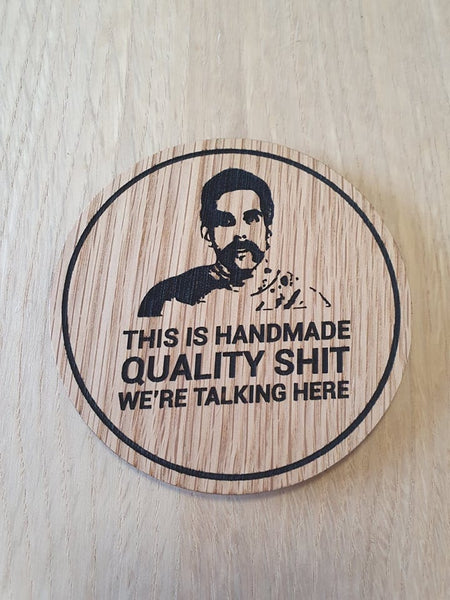 THIS IS HANDMADE
QUALITY SHIT
WE'RE TALKING HERE